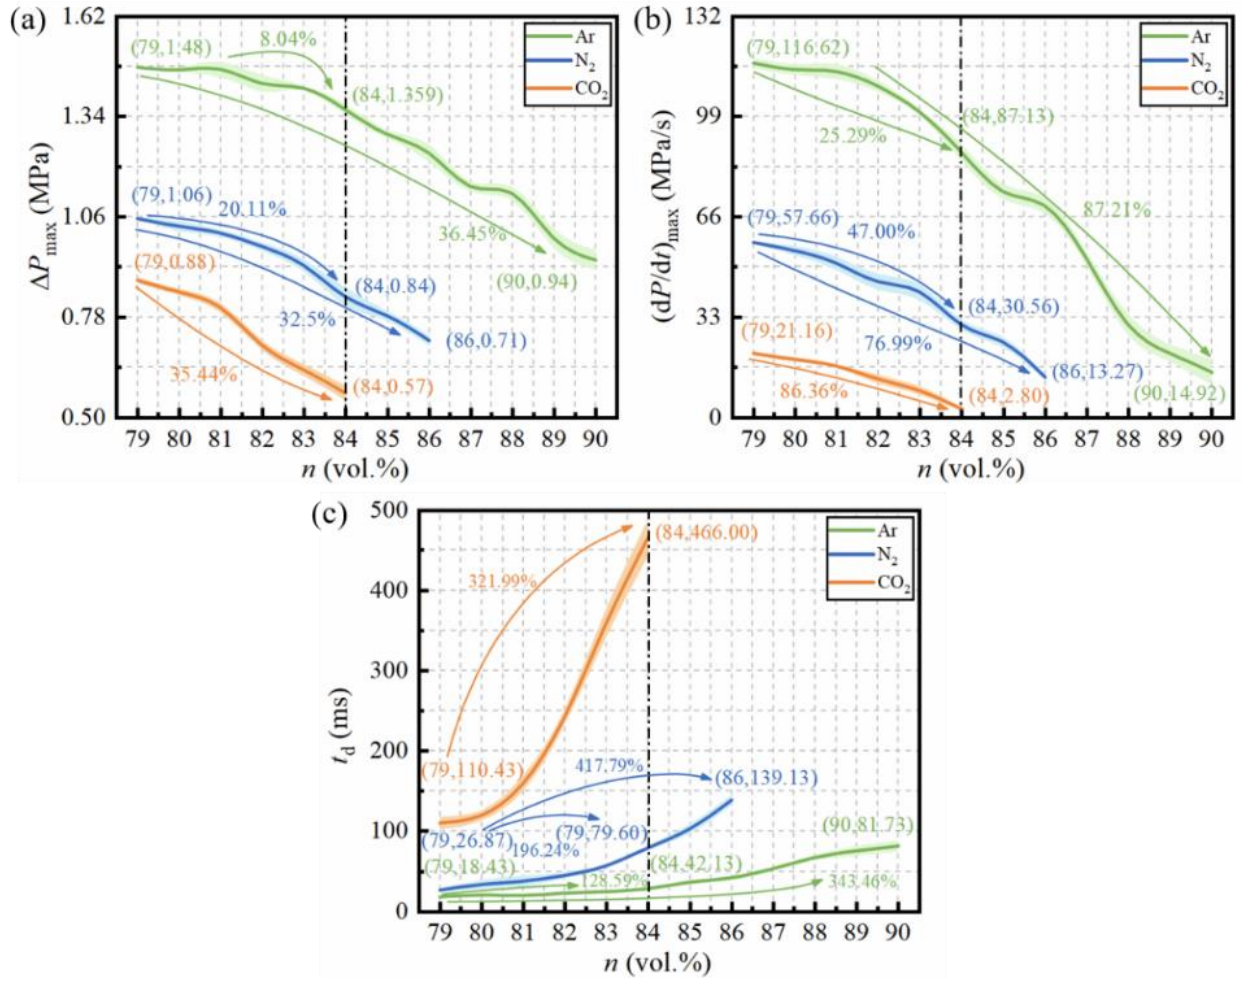 (a)
1.62
1.34
1.06
0.78
0.50
ΔPmax (MPa)
79 80 81 82 83 84 85 86 87 88 89 90
n (vol.%)
Ar
N₂
CO₂
(79,1.48)
8.04%
(84,1.359)
(79,1.06)
20.11%
36.45%
(79,0.88)
(90,0.94)
(84,0.84)
32.5%
(86,0.71)
35.44%
(84,0.57)
(b)
132
99
66
33
0
(dP/dt)max (MPa/s)
79 80 81 82 83 84 85 86 87 88 89 90
n (vol.%)
Ar
N₂
CO₂
(79,116.62)
(84,87.13)
25.29%
(79,57.66)
87.21%
47.00%
(84,30.56)
(79,21.16)
76.99%
(86,13.27)
86.36%
(84,2.80)
(90,14.92)
(c)
500
400
300
200
100
0
td (ms)
79 80 81 82 83 84 85 86 87 88 89 90
n (vol.%)
Ar
N₂
CO₂
(84,466.00)
321.99%
(79,110.43)
417.79%
(86,139.13)
(79,26.87)
(79,79.60)
196.24%
(90,81.73)
(79,18.43)
(84,42.13)
128.59%
343.46%